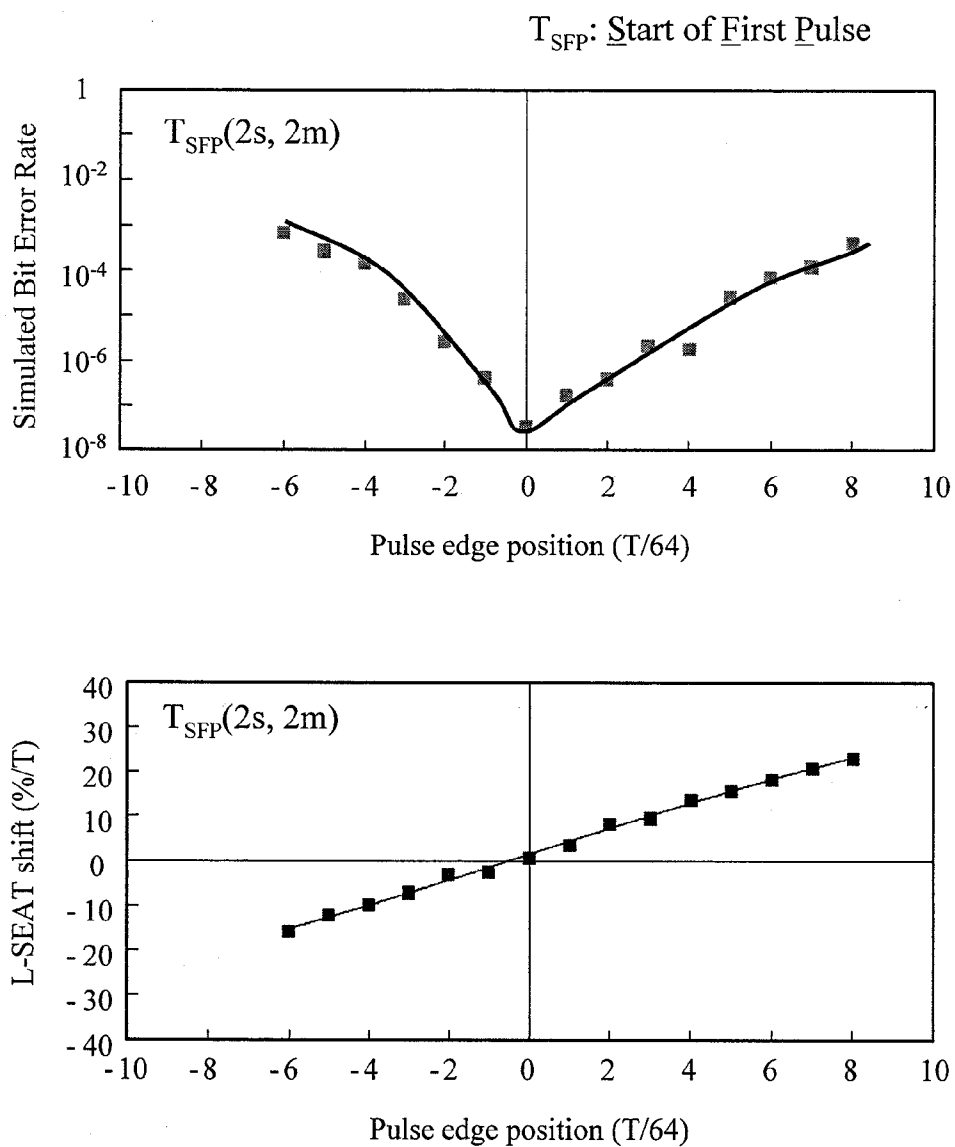 T_SFP: Start of First Pulse
T_SFP(2s, 2m)
Simulated Bit Error Rate
1
10^-2
10^-4
10^-6
10^-8
-10 -8 -6 -4 -2 0 2 4 6 8 10
Pulse edge position (T/64)
T_SFP(2s, 2m)
L-SEAT shift (%/T)
40
30
20
10
0
-10
-20
-30
-40
-10 -8 -6 -4 -2 0 2 4 6 8 10
Pulse edge position (T/64)